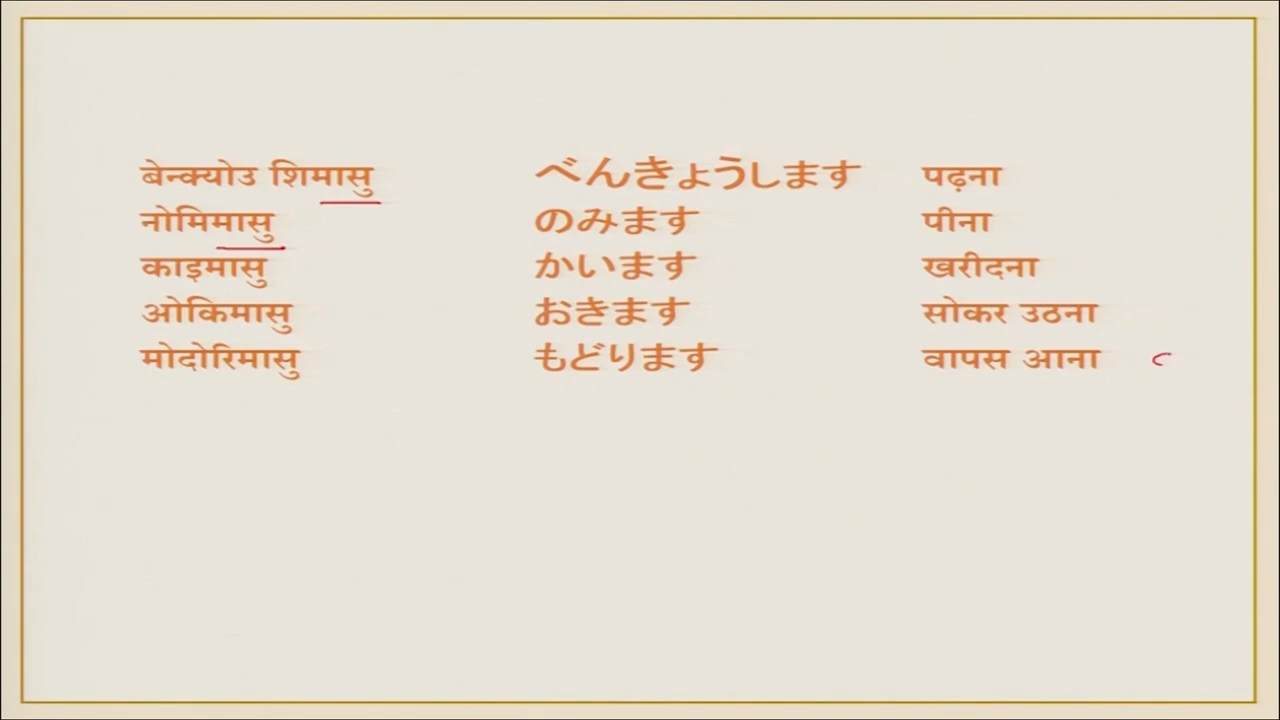 बेन्क्योउ शिमासु べんきょうします पढ़ना
नोमिमासु のみます पीना
काइमासु かいます खरीदना
ओकिमासु おきます सोकर उठना
मोदोरिमासु もどります वापस आना